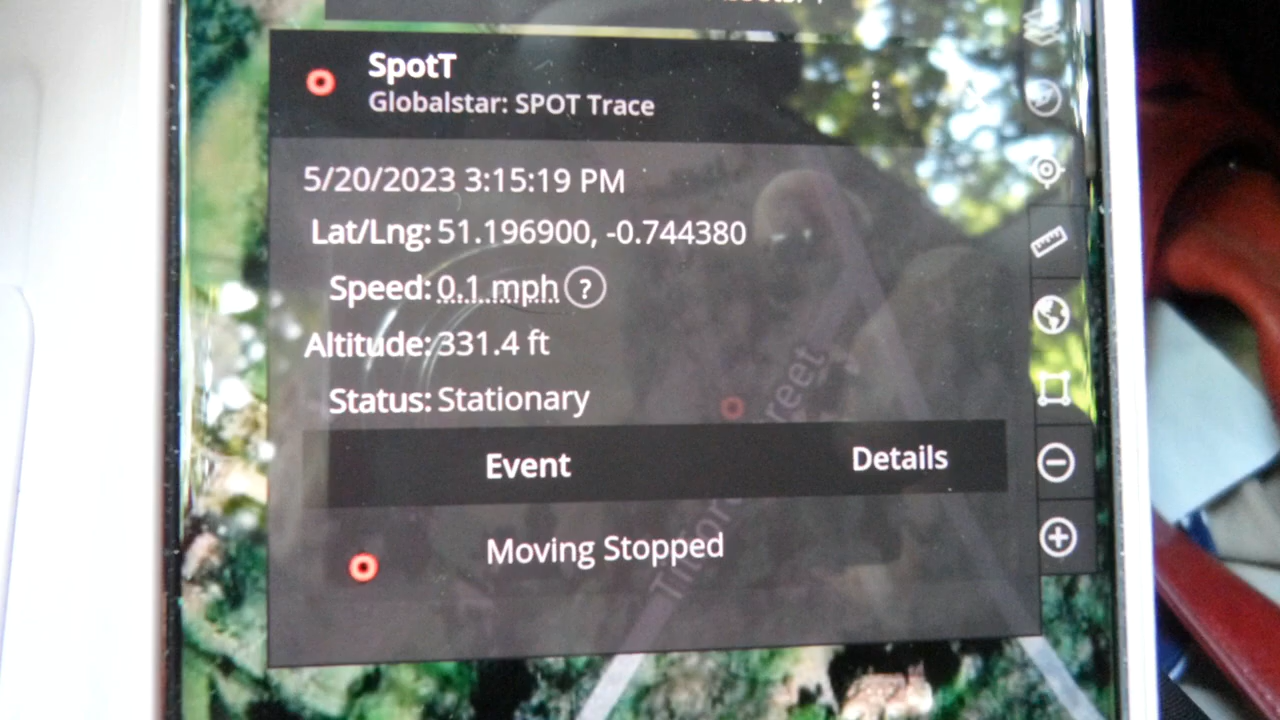 SpotT
Globalstar: SPOT Trace
5/20/2023 3:15:19 PM
Lat/Lng: 51.196900, -0.744380
Speed: 0.1 mph ?
Altitude: 331.4 ft
Status: Stationary
Event Details
Moving Stopped